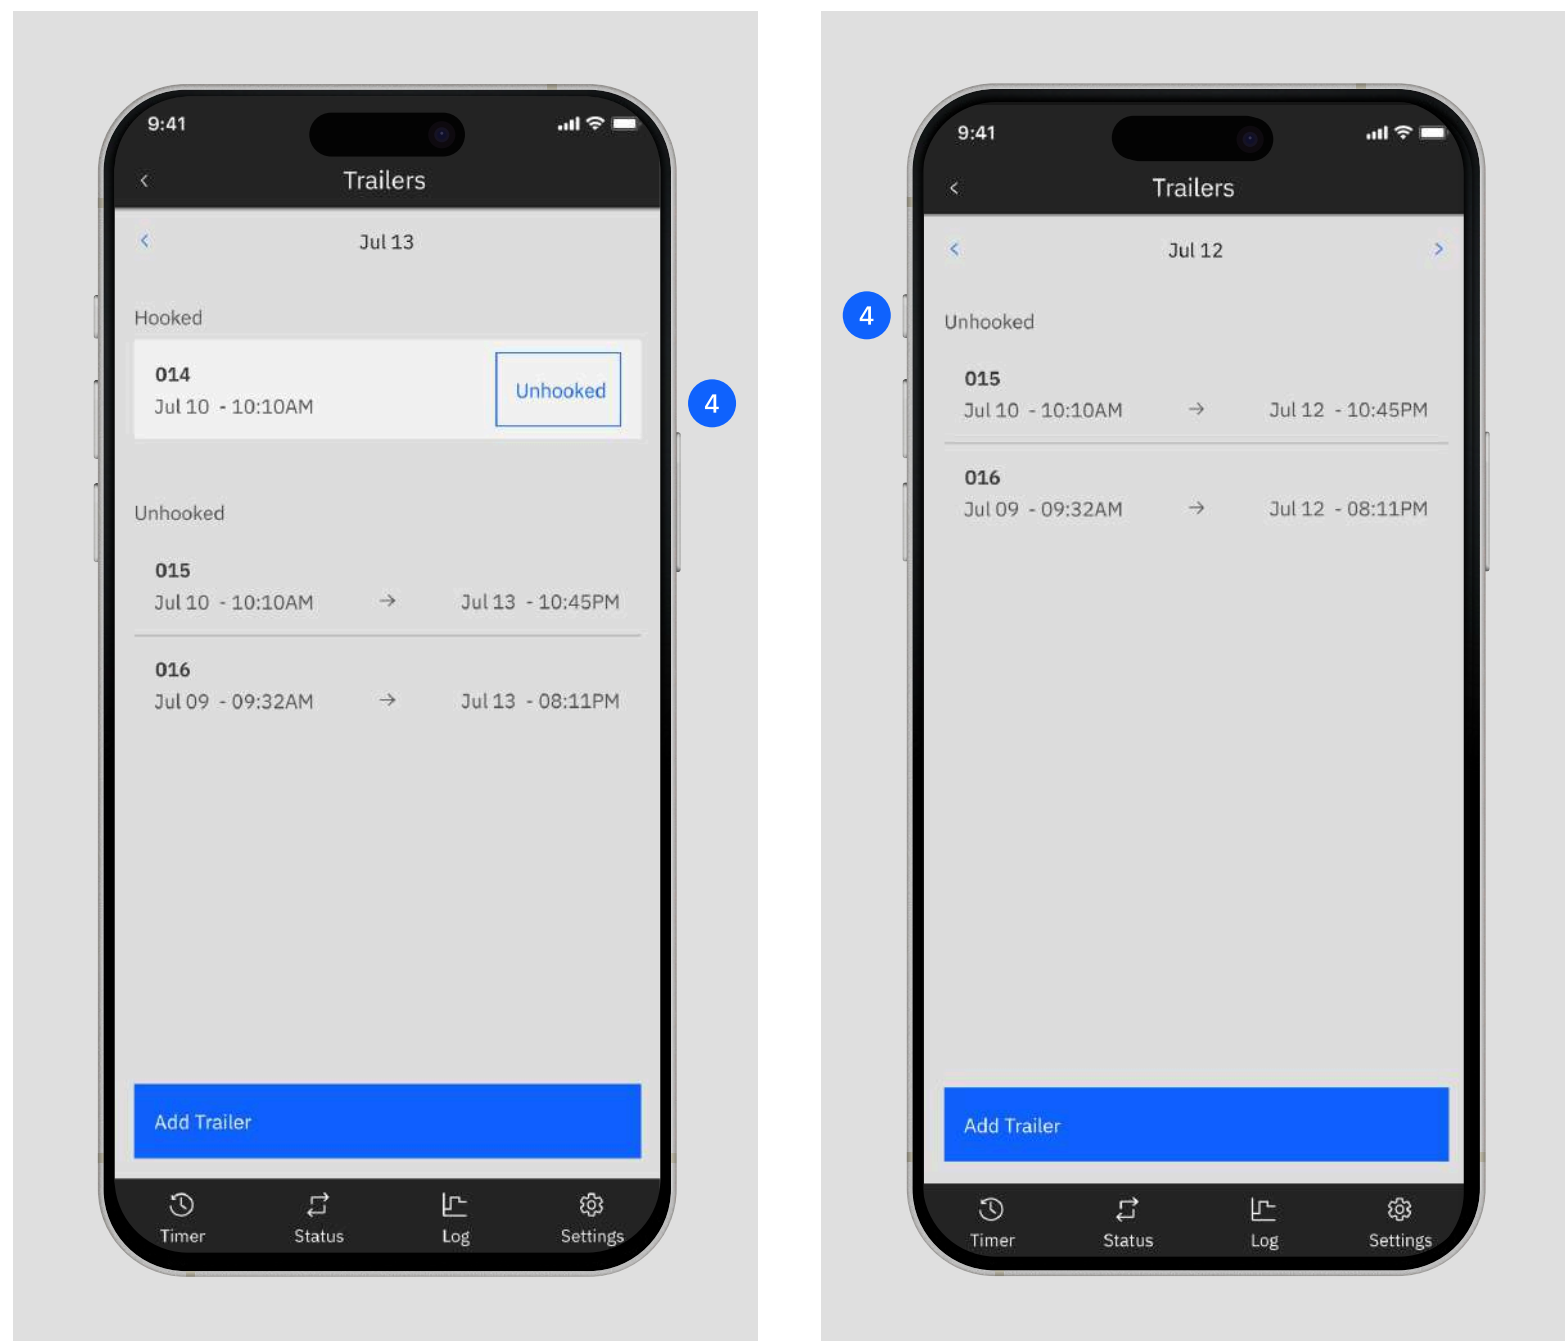 9:41
Trailers
Jul 13
Hooked
014
Jul 10 - 10:10AM
Unhooked
4
Unhooked
015
Jul 10 - 10:10AM → Jul 13 - 10:45PM
016
Jul 09 - 09:32AM → Jul 13 - 08:11PM
Add Trailer
Timer Status Log Settings
9:41
Trailers
Jul 12
4
Unhooked
015
Jul 10 - 10:10AM → Jul 12 - 10:45PM
016
Jul 09 - 09:32AM → Jul 12 - 08:11PM
Add Trailer
Timer Status Log Settings